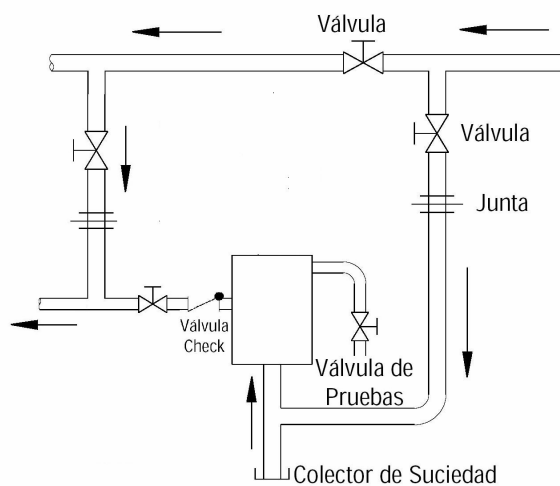 Válvula
Válvula
Junta
Válvula
Check
Válvula de
Pruebas
Colector de Suciedad